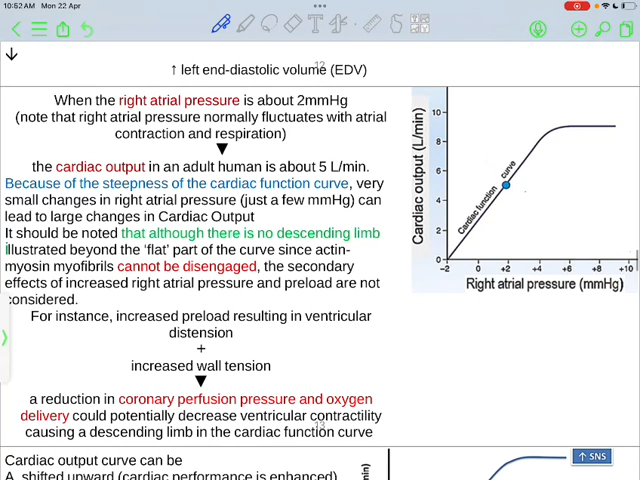 10:52 AM Mon 22 Apr
12
↑ left end-diastolic volume (EDV)
When the right atrial pressure is about 2mmHg
(note that right atrial pressure normally fluctuates with atrial
contraction and respiration)
the cardiac output in an adult human is about 5 L/min.
Because of the steepness of the cardiac function curve, very
small changes in right atrial pressure (just a few mmHg) can
lead to large changes in Cardiac Output
It should be noted that although there is no descending limb
illustrated beyond the 'flat' part of the curve since actin-
myosin myofibrils cannot be disengaged, the secondary
effects of increased right atrial pressure and preload are not
considered.
For instance, increased preload resulting in ventricular
distension
+
increased wall tension
a reduction in coronary perfusion pressure and oxygen
delivery could potentially decrease ventricular contractility
13
causing a descending limb in the cardiac function curve
Cardiac output (L/min)
10
8
6
4
2
0
Cardiac function curve
−2 0 +2 +4 +6 +8 +10
Right atrial pressure (mmHg)
Cardiac output curve can be
A. shifted upward (cardiac performance is enhanced)
↑ SNS